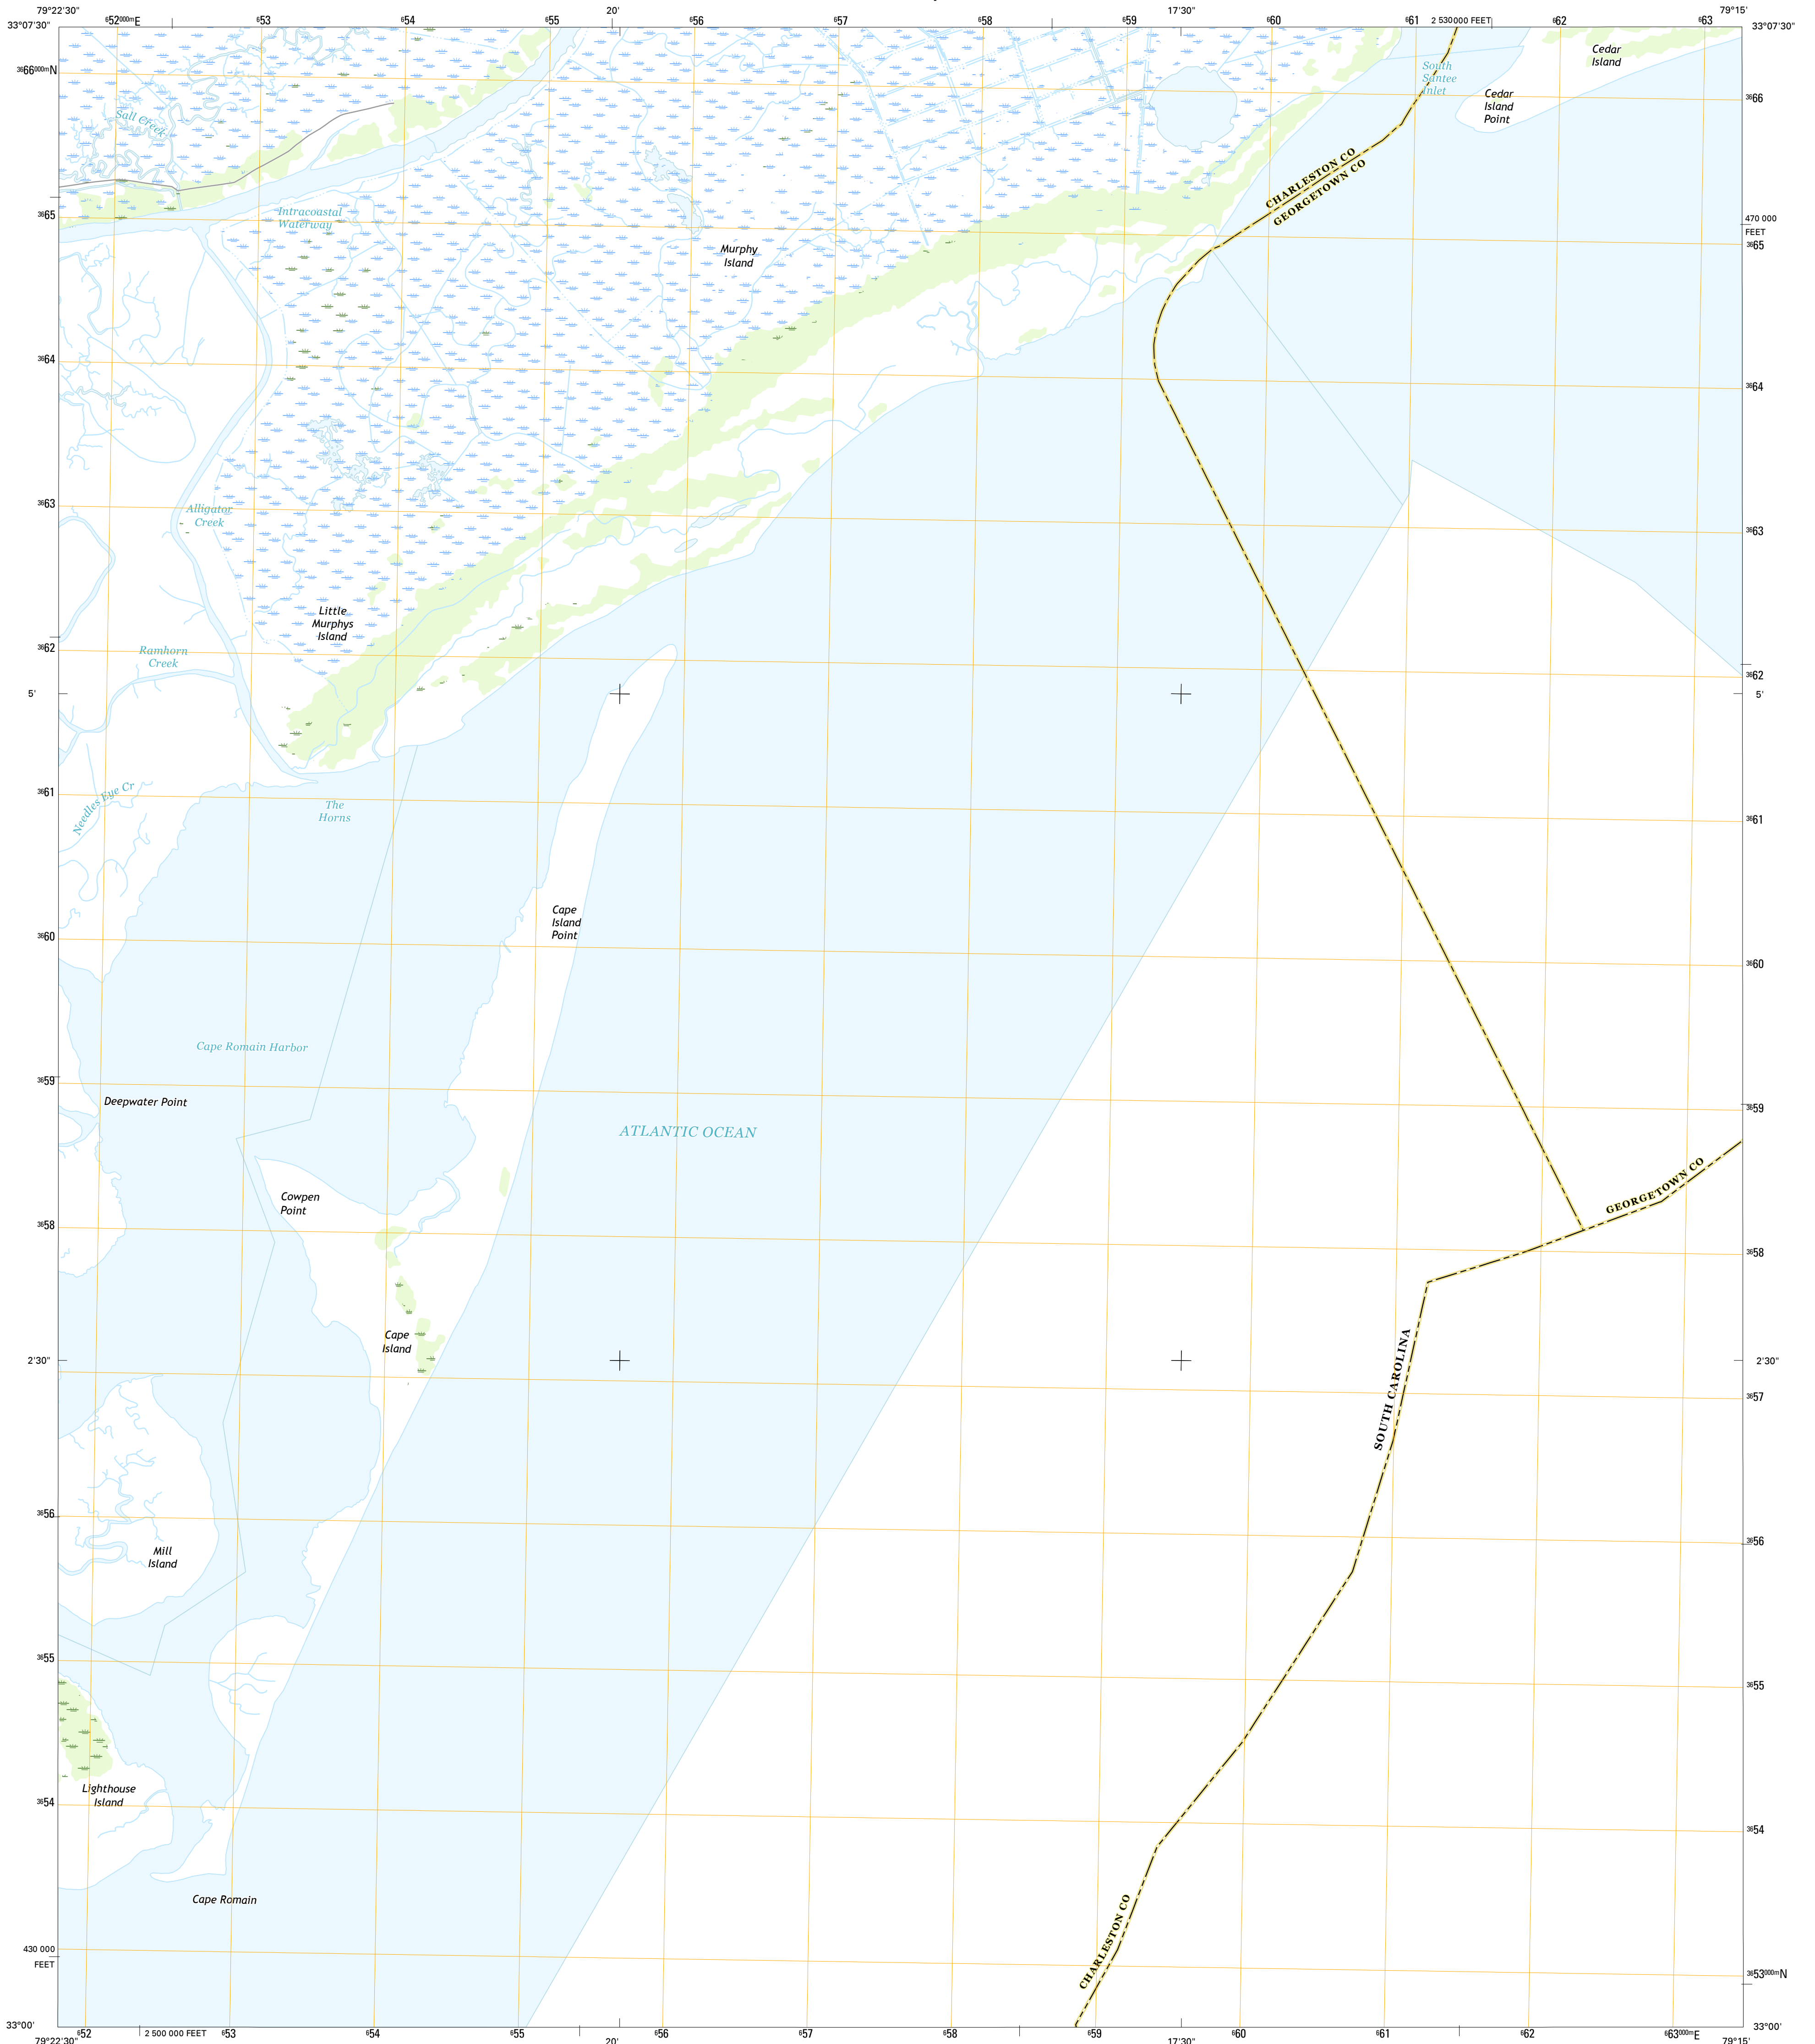 79°22'30"
⁶52⁰⁰⁰ᵐE
⁶53
⁶54
⁶55
20'
⁶56
⁶57
⁶58
⁶59
17'30"
⁶60
⁶61
2 530 000 FEET
⁶62
⁶63
79°15'
33°07'30"
33°07'30"
³⁶66⁰⁰⁰ᵐN
Sall Creek
South
Santee
Inlet
Cedar
Island
Cedar
Island
Point
³⁶66
CHARLESTON CO
GEORGETOWN CO
³⁶65
Intracoastal
Waterway
Murphy
Island
470 000
FEET
³⁶65
³⁶64
³⁶64
³⁶63
Alligator
Creek
³⁶63
Little
Murphys
Island
³⁶62
Ramhorn
Creek
³⁶62
5'
5'
³⁶61
Needles Eye Cr
The
Horns
³⁶61
Cape
Island
Point
³⁶60
³⁶60
Cape Romain Harbor
³⁶59
Deepwater Point
³⁶59
ATLANTIC OCEAN
GEORGETOWN CO
Cowpen
Point
³⁶58
³⁶58
Cape
Island
SOUTH CAROLINA
2'30"
2'30"
³⁶57
³⁶56
³⁶56
Mill
Island
³⁶55
³⁶55
Lighthouse
Island
³⁶54
³⁶54
Cape Romain
CHARLESTON CO
430 000
FEET
³⁶53⁰⁰⁰ᵐN
33°00'
33°00'
79°22'30"
⁶52
2 500 000 FEET
⁶53
⁶54
⁶55
20'
⁶56
⁶57
⁶58
⁶59
17'30"
⁶60
⁶61
⁶62
⁶63⁰⁰⁰ᵐE
79°15'